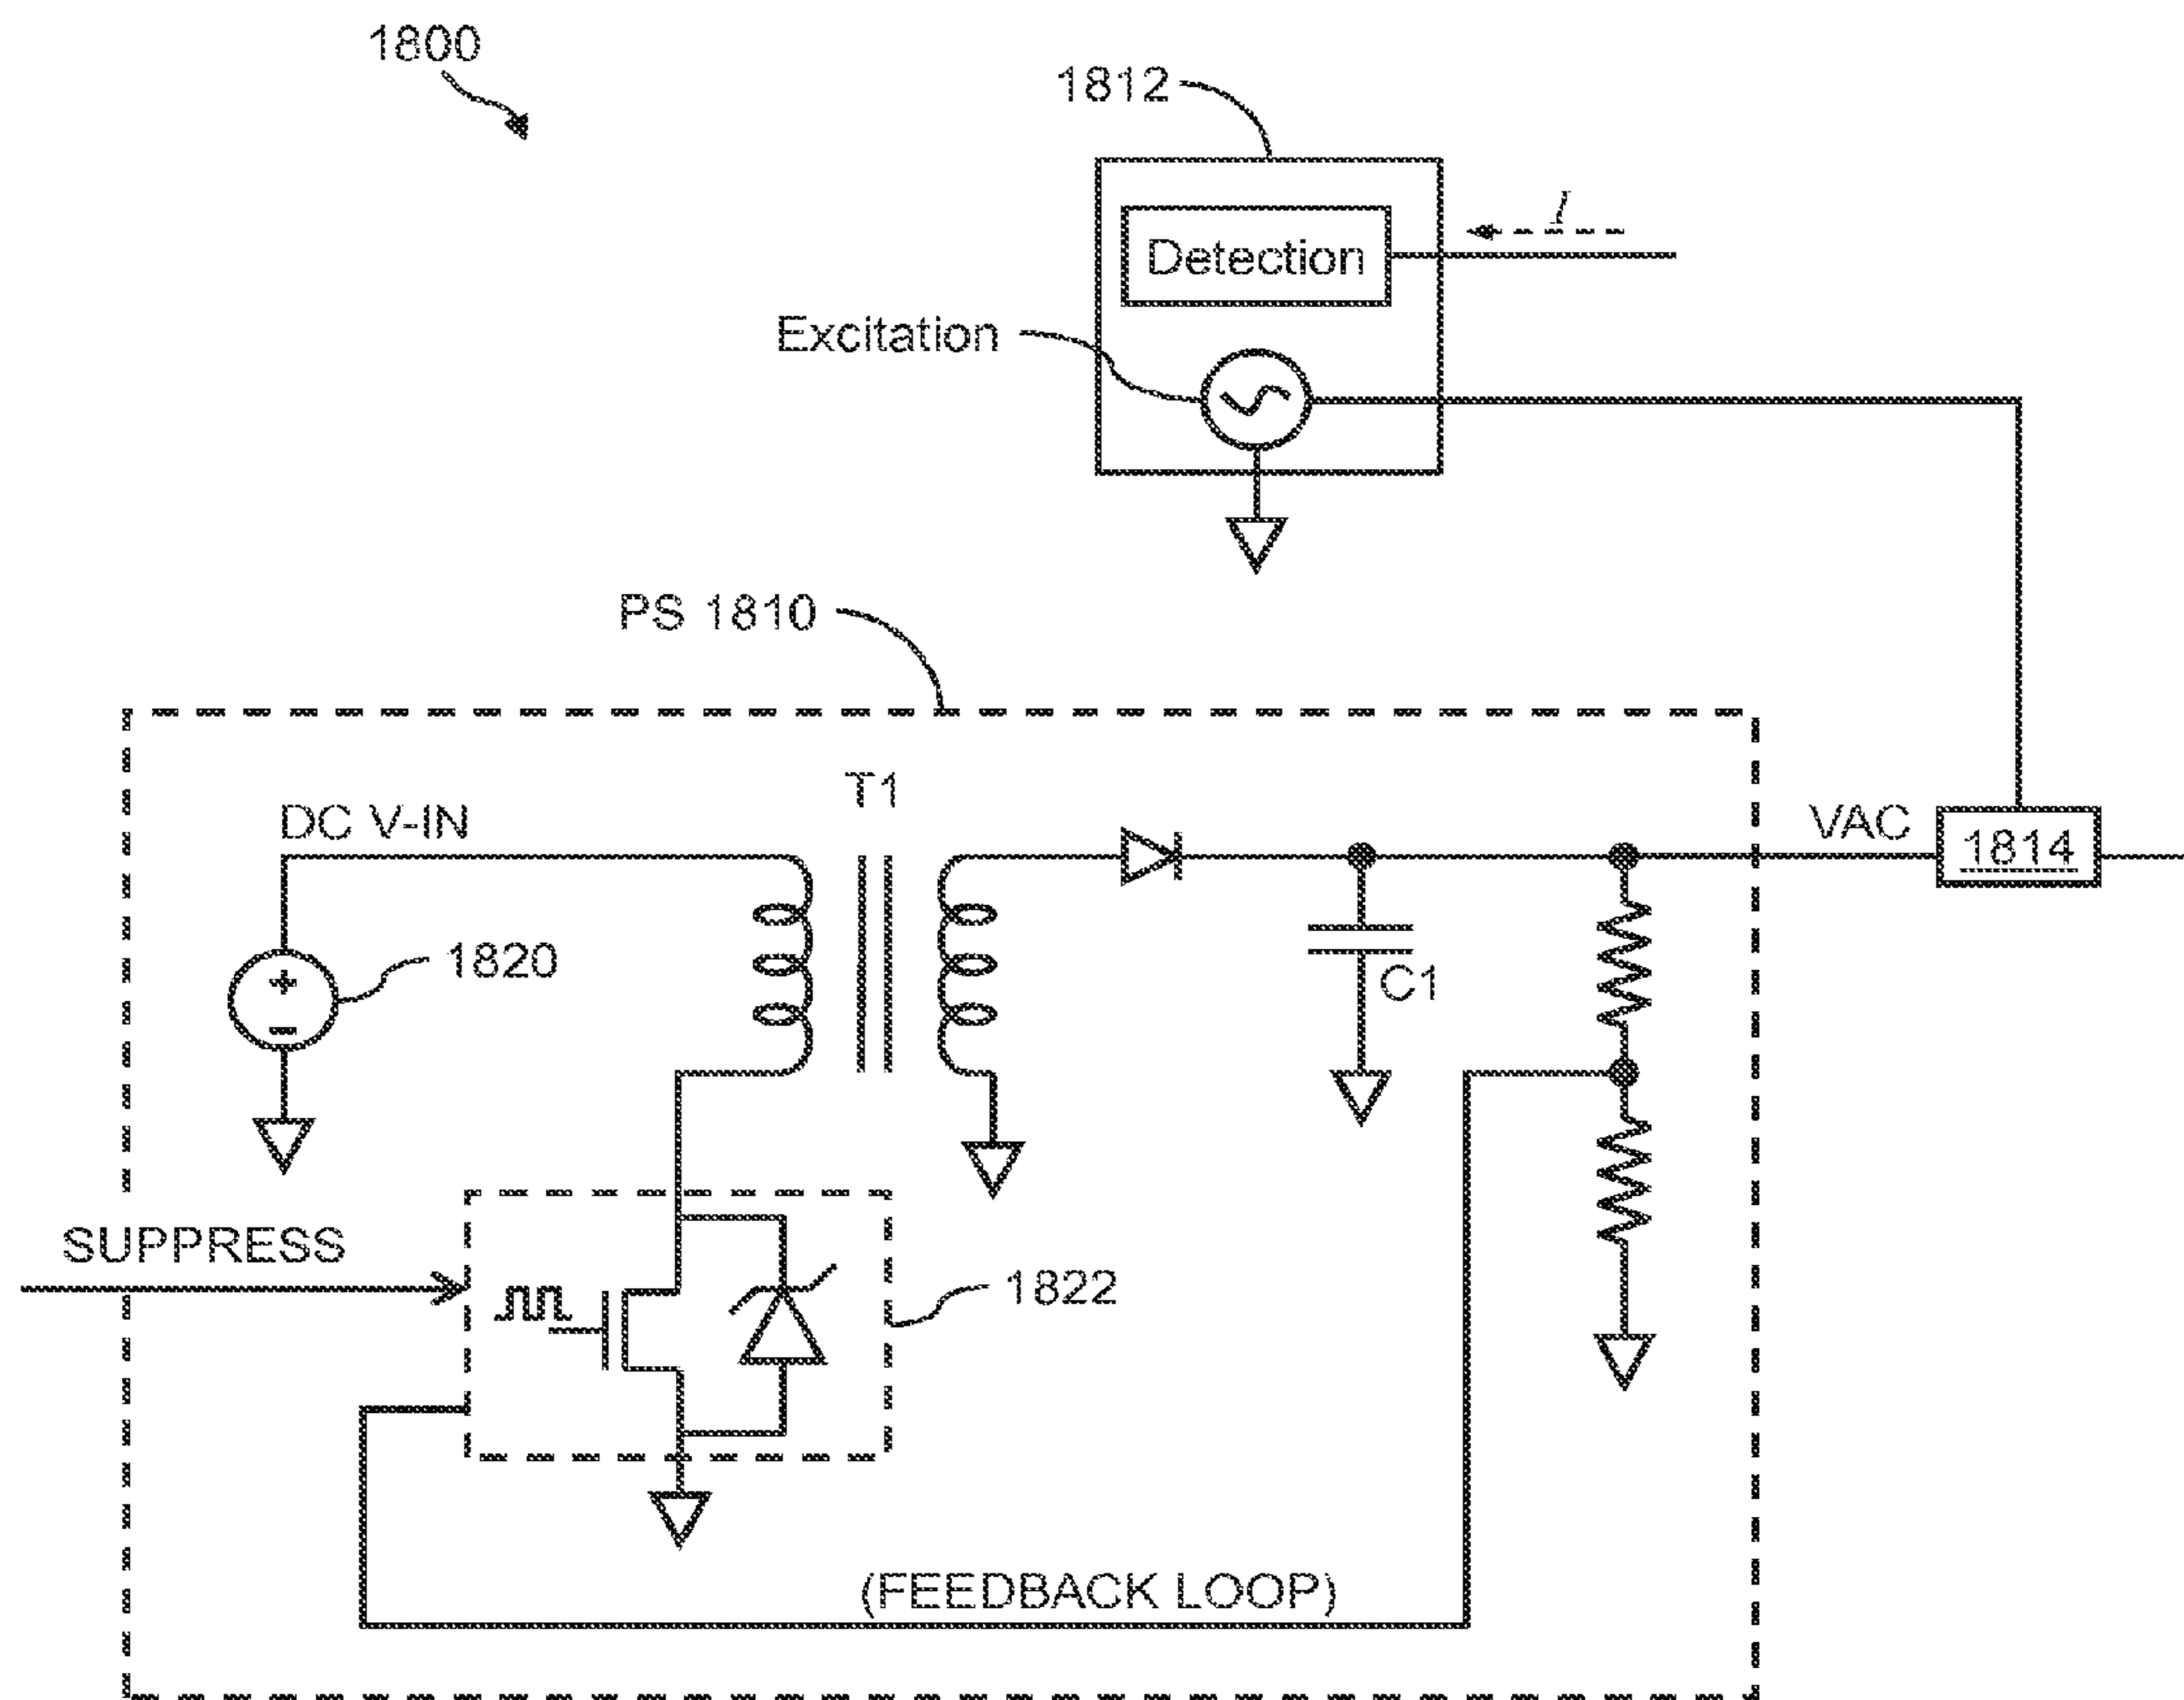 1800
1812
I
Detection
Excitation
PS 1810
T1
DC V-IN
VAC
1814
1820
+
−
C1
SUPPRESS
1822
(FEEDBACK LOOP)